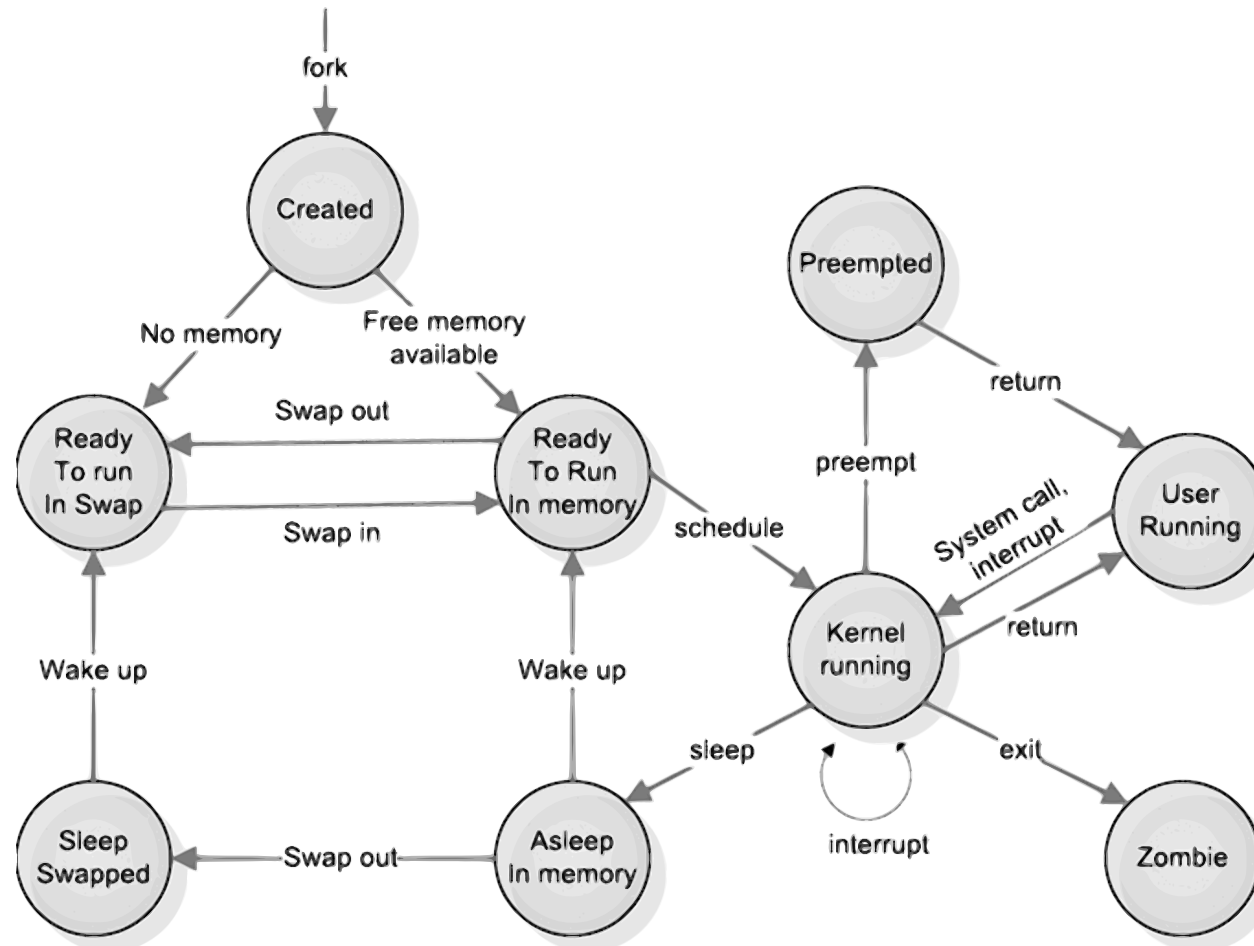 fork
Created
Preempted
No memory
Free memory
available
return
Swap out
Ready
To run
In Swap
Ready
To Run
In memory
preempt
User
Running
System call,
interrupt
Swap in
schedule
Kernel
running
return
Wake up
Wake up
sleep
exit
interrupt
Sleep
Swapped
Swap out
Asleep
In memory
Zombie